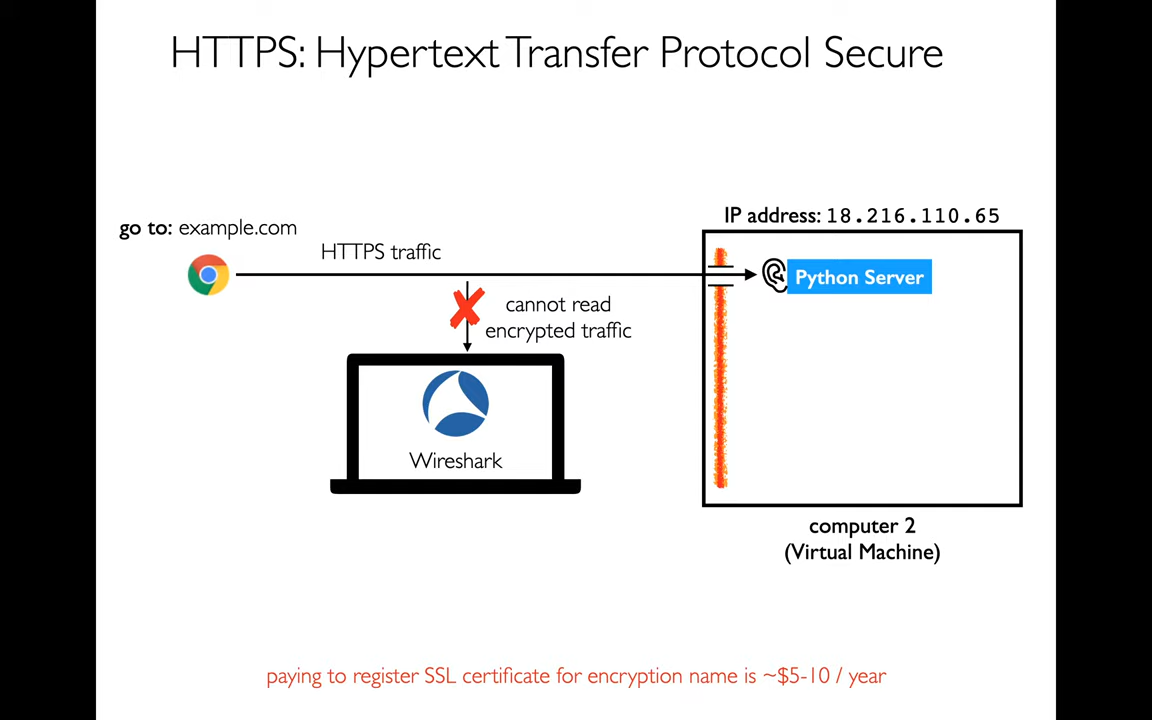 HTTPS: Hypertext Transfer Protocol Secure
IP address: 18.216.110.65
go to: example.com
HTTPS traffic
Python Server
cannot read
encrypted traffic
Wireshark
computer 2
(Virtual Machine)
paying to register SSL certificate for encryption name is ~$5-10 / year